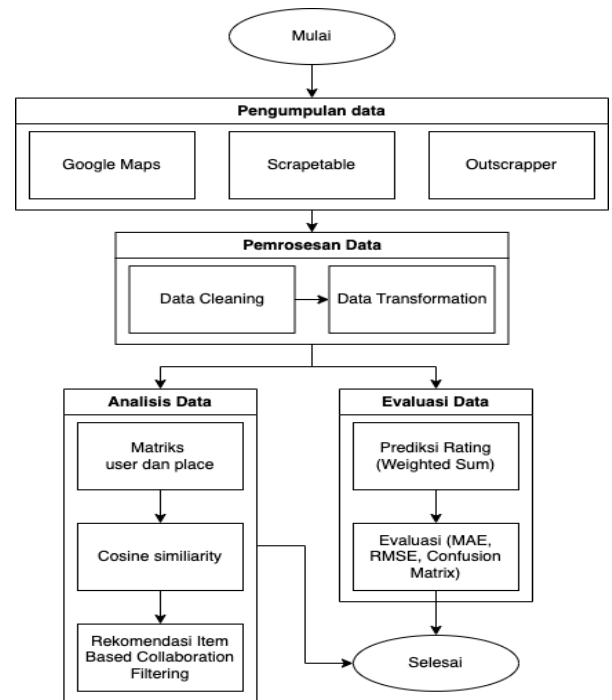 Mulai
Pengumpulan data
Google Maps
Scrapetable
Outscrapper
Pemrosesan Data
Data Cleaning
Data Transformation
Analisis Data
Matriks
user dan place
Cosine similiarity
Rekomendasi Item
Based Collaboration
Filtering
Evaluasi Data
Prediksi Rating
(Weighted Sum)
Evaluasi (MAE,
RMSE, Confusion
Matrix)
Selesai